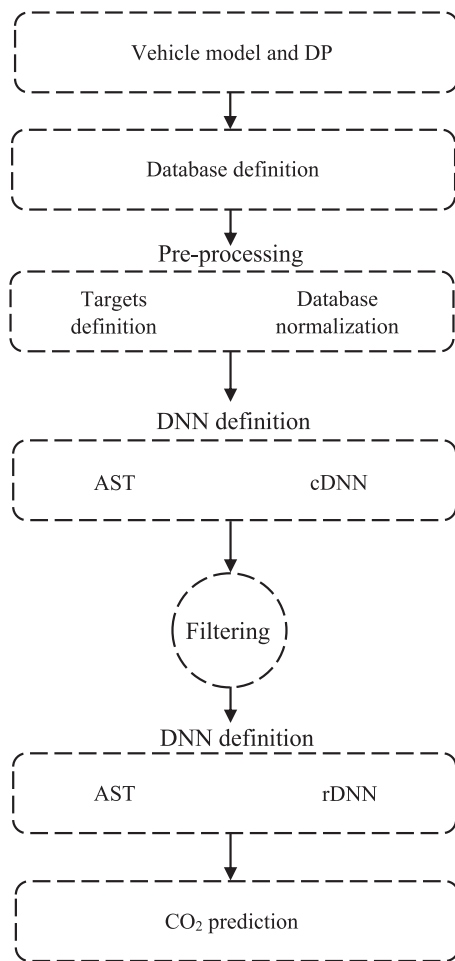 Vehicle model and DP
Database definition
Pre-processing
Targets definition
Database normalization
DNN definition
AST
cDNN
Filtering
DNN definition
AST
rDNN
CO₂ prediction